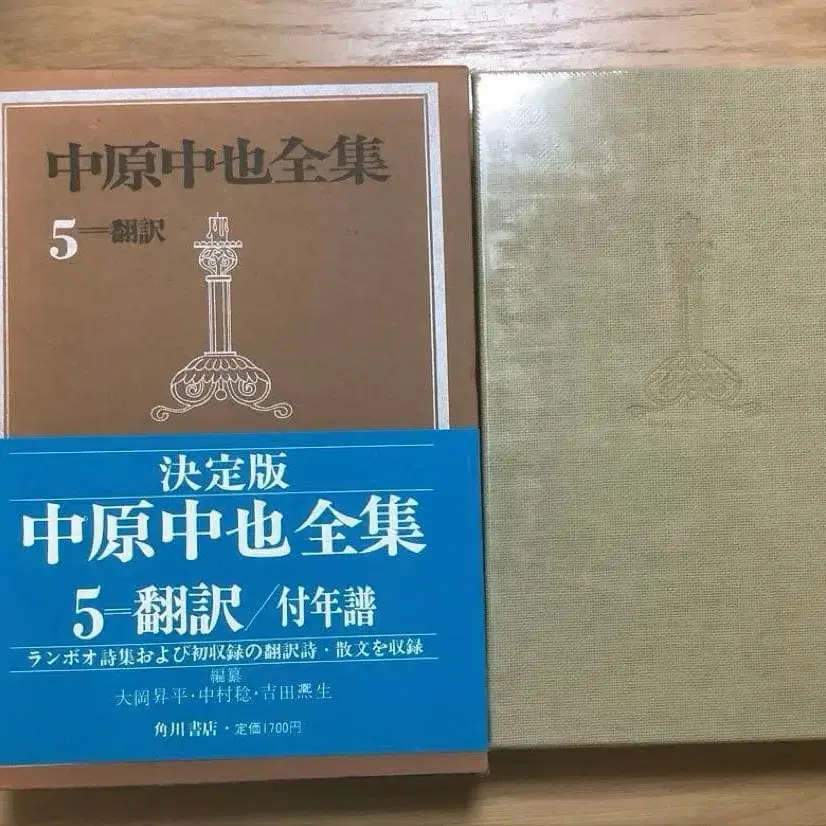 中原中也全集
5=翻訳
決定版
中原中也全集
5=翻訳/付年譜
ランボオ詩集および初収録の翻訳詩・散文を収録
編纂
大岡昇平・中村稔・吉田凞生
角川書店・定価1700円